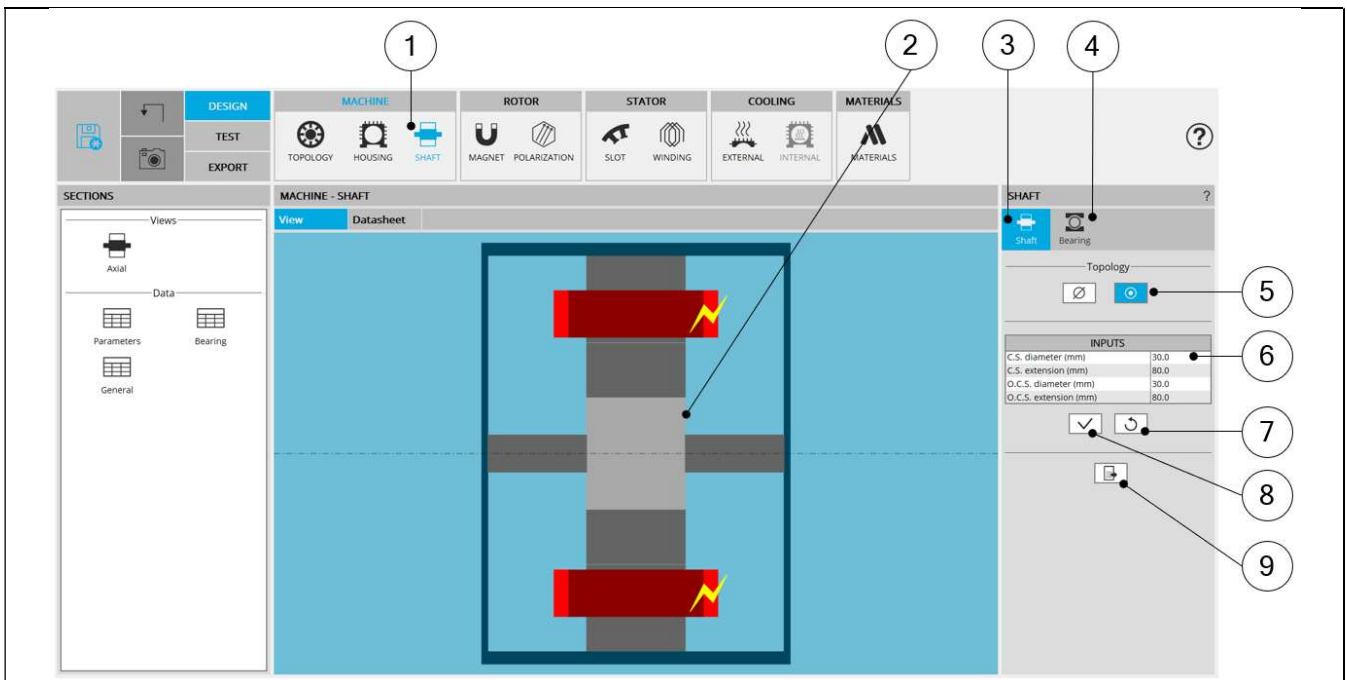 1
2
3
4
DESIGN
TEST
EXPORT
MACHINE
ROTOR
STATOR
COOLING
MATERIALS
TOPOLOGY
HOUSING
SHAFT
MAGNET
POLARIZATION
SLOT
WINDING
EXTERNAL
INTERNAL
MATERIALS
?
SECTIONS
MACHINE - SHAFT
SHAFT
?
Views
Axial
Data
Parameters
Bearing
General
View
Datasheet
Shaft
Bearing
Topology
5
INPUTS
C.S. diameter (mm) 30.0
C.S. extension (mm) 80.0
O.C.S. diameter (mm) 30.0
O.C.S. extension (mm) 80.0
6
7
8
9